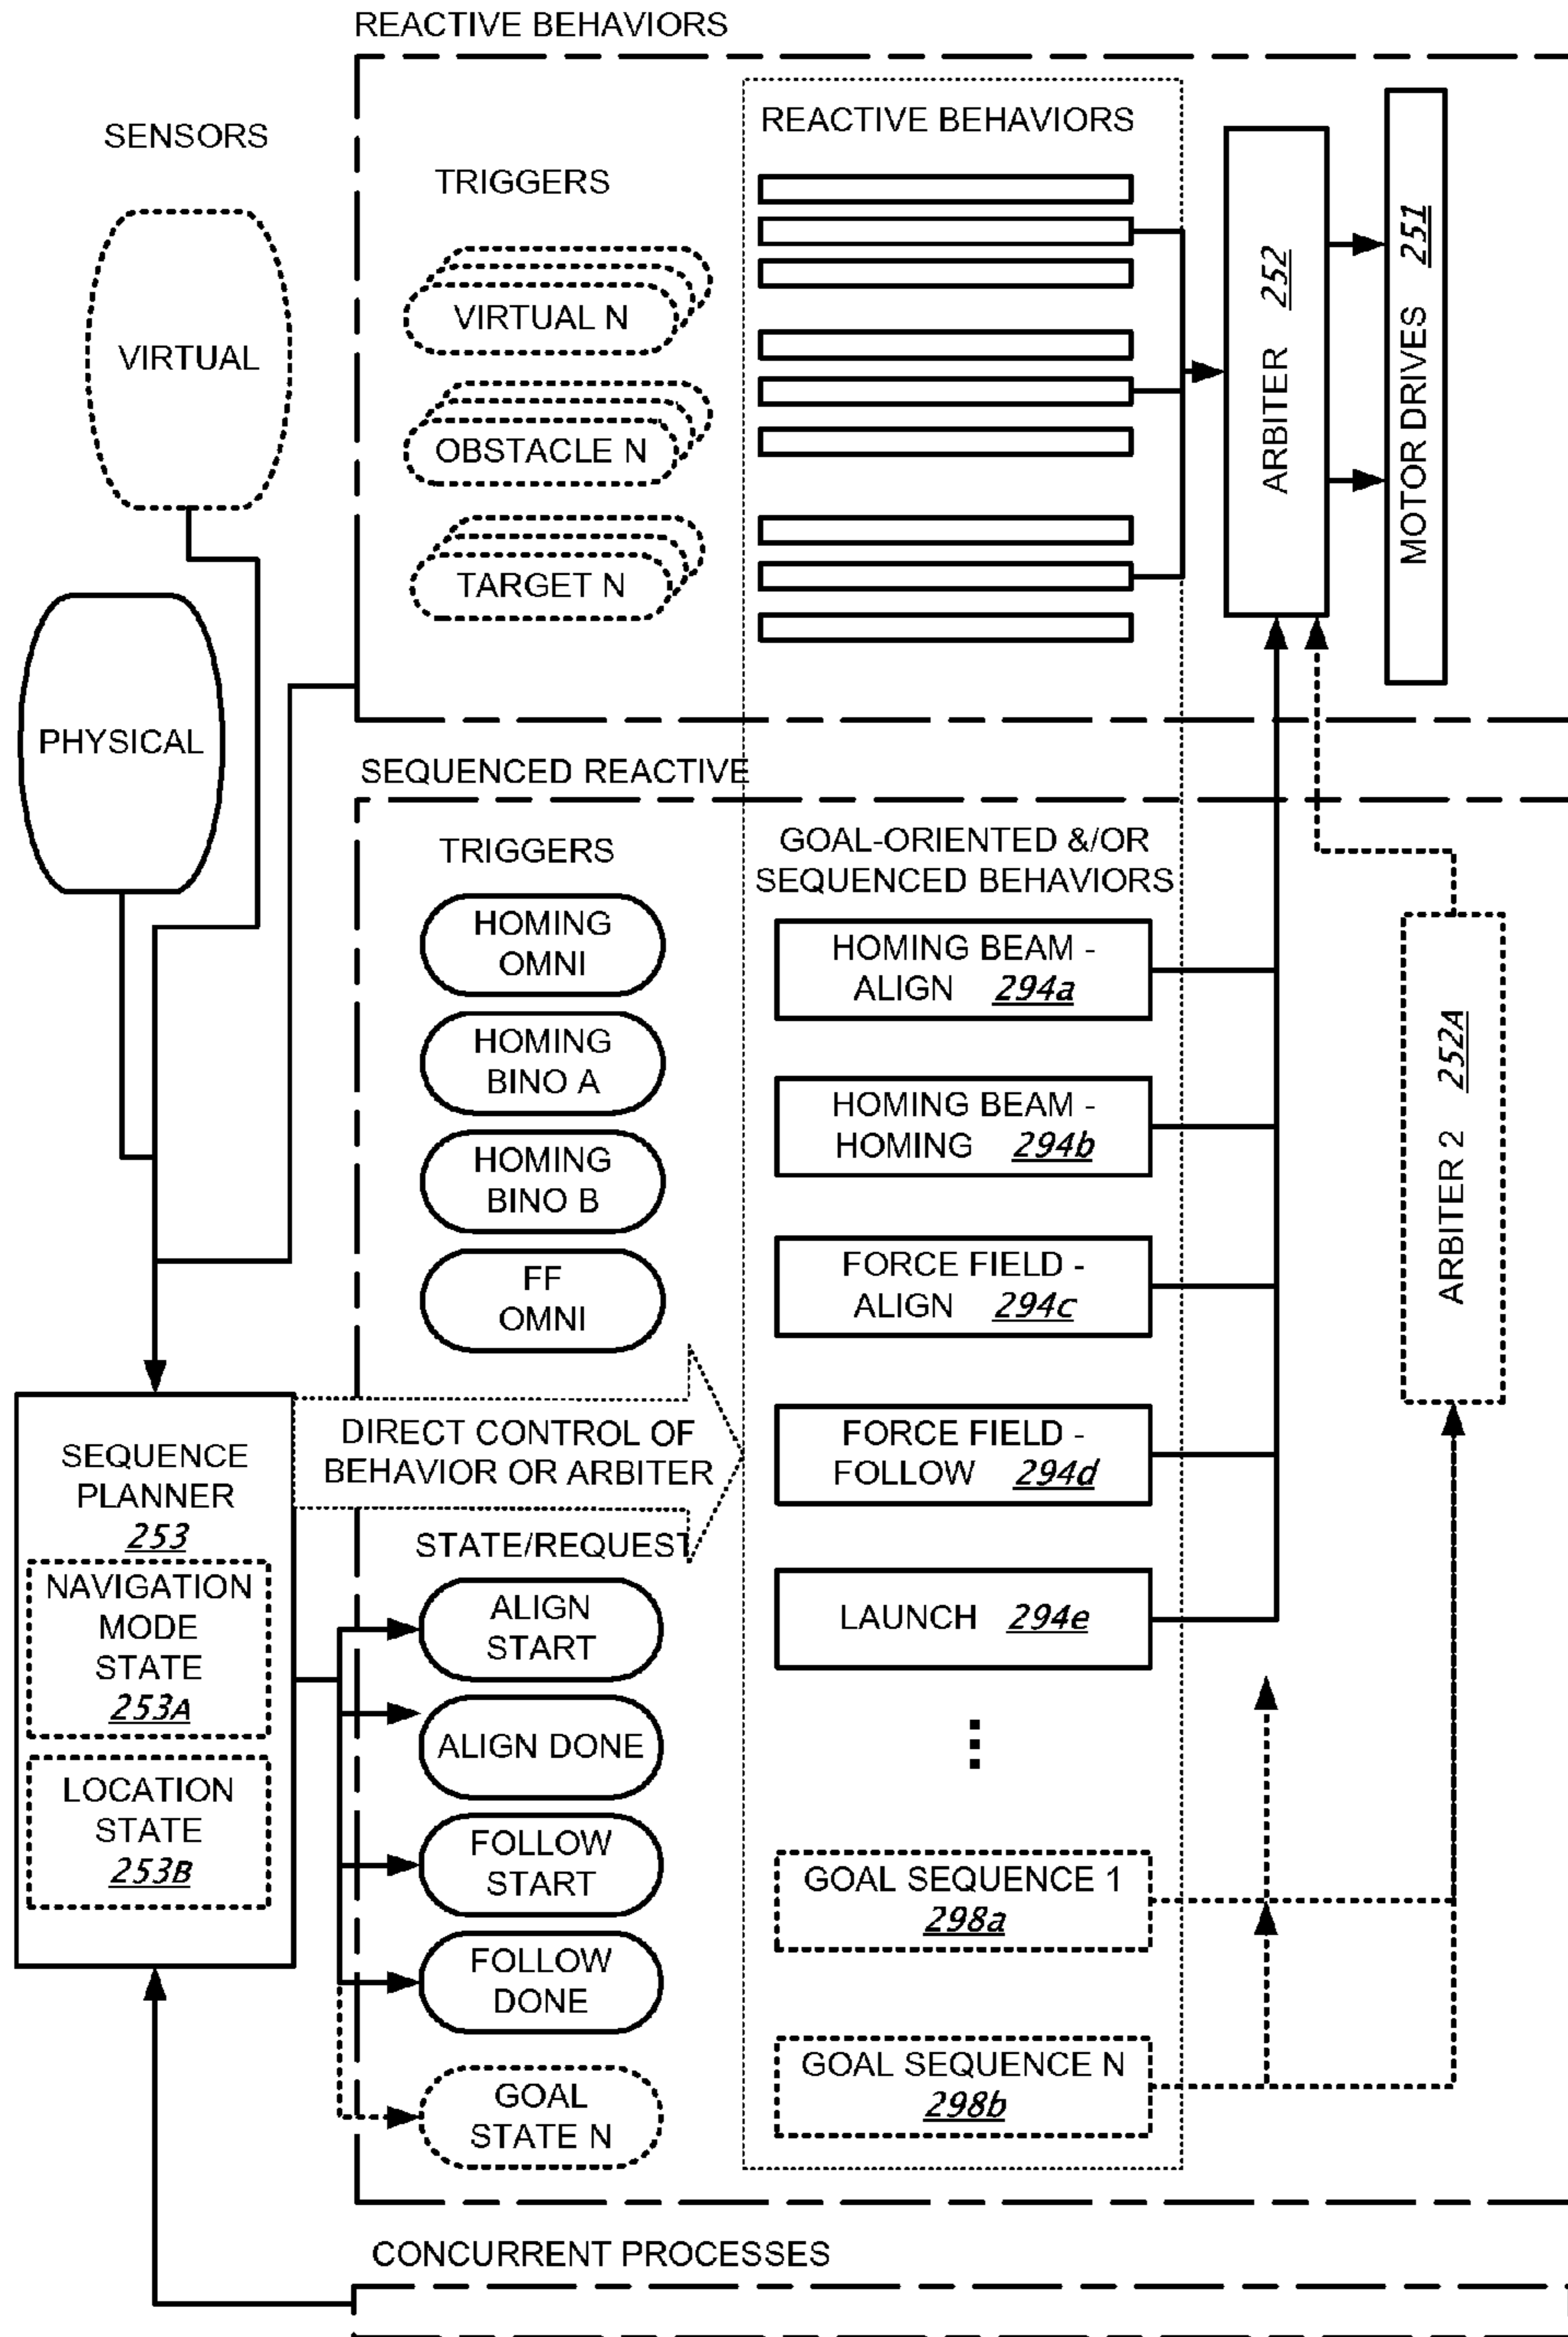 REACTIVE BEHAVIORS
SENSORS
VIRTUAL
PHYSICAL
TRIGGERS
VIRTUAL N
OBSTACLE N
TARGET N
REACTIVE BEHAVIORS
ARBITER 252
MOTOR DRIVES 251
SEQUENCED REACTIVE
TRIGGERS
HOMING
OMNI
HOMING
BINO A
HOMING
BINO B
FF
OMNI
GOAL-ORIENTED &/OR
SEQUENCED BEHAVIORS
HOMING BEAM -
ALIGN 294a
HOMING BEAM -
HOMING 294b
FORCE FIELD -
ALIGN 294c
FORCE FIELD -
FOLLOW 294d
LAUNCH 294e
GOAL SEQUENCE 1
298a
GOAL SEQUENCE N
298b
ARBITER 2 252A
SEQUENCE
PLANNER
253
NAVIGATION
MODE
STATE
253A
LOCATION
STATE
253B
DIRECT CONTROL OF
BEHAVIOR OR ARBITER
STATE/REQUEST
ALIGN
START
ALIGN DONE
FOLLOW
START
FOLLOW
DONE
GOAL
STATE N
CONCURRENT PROCESSES